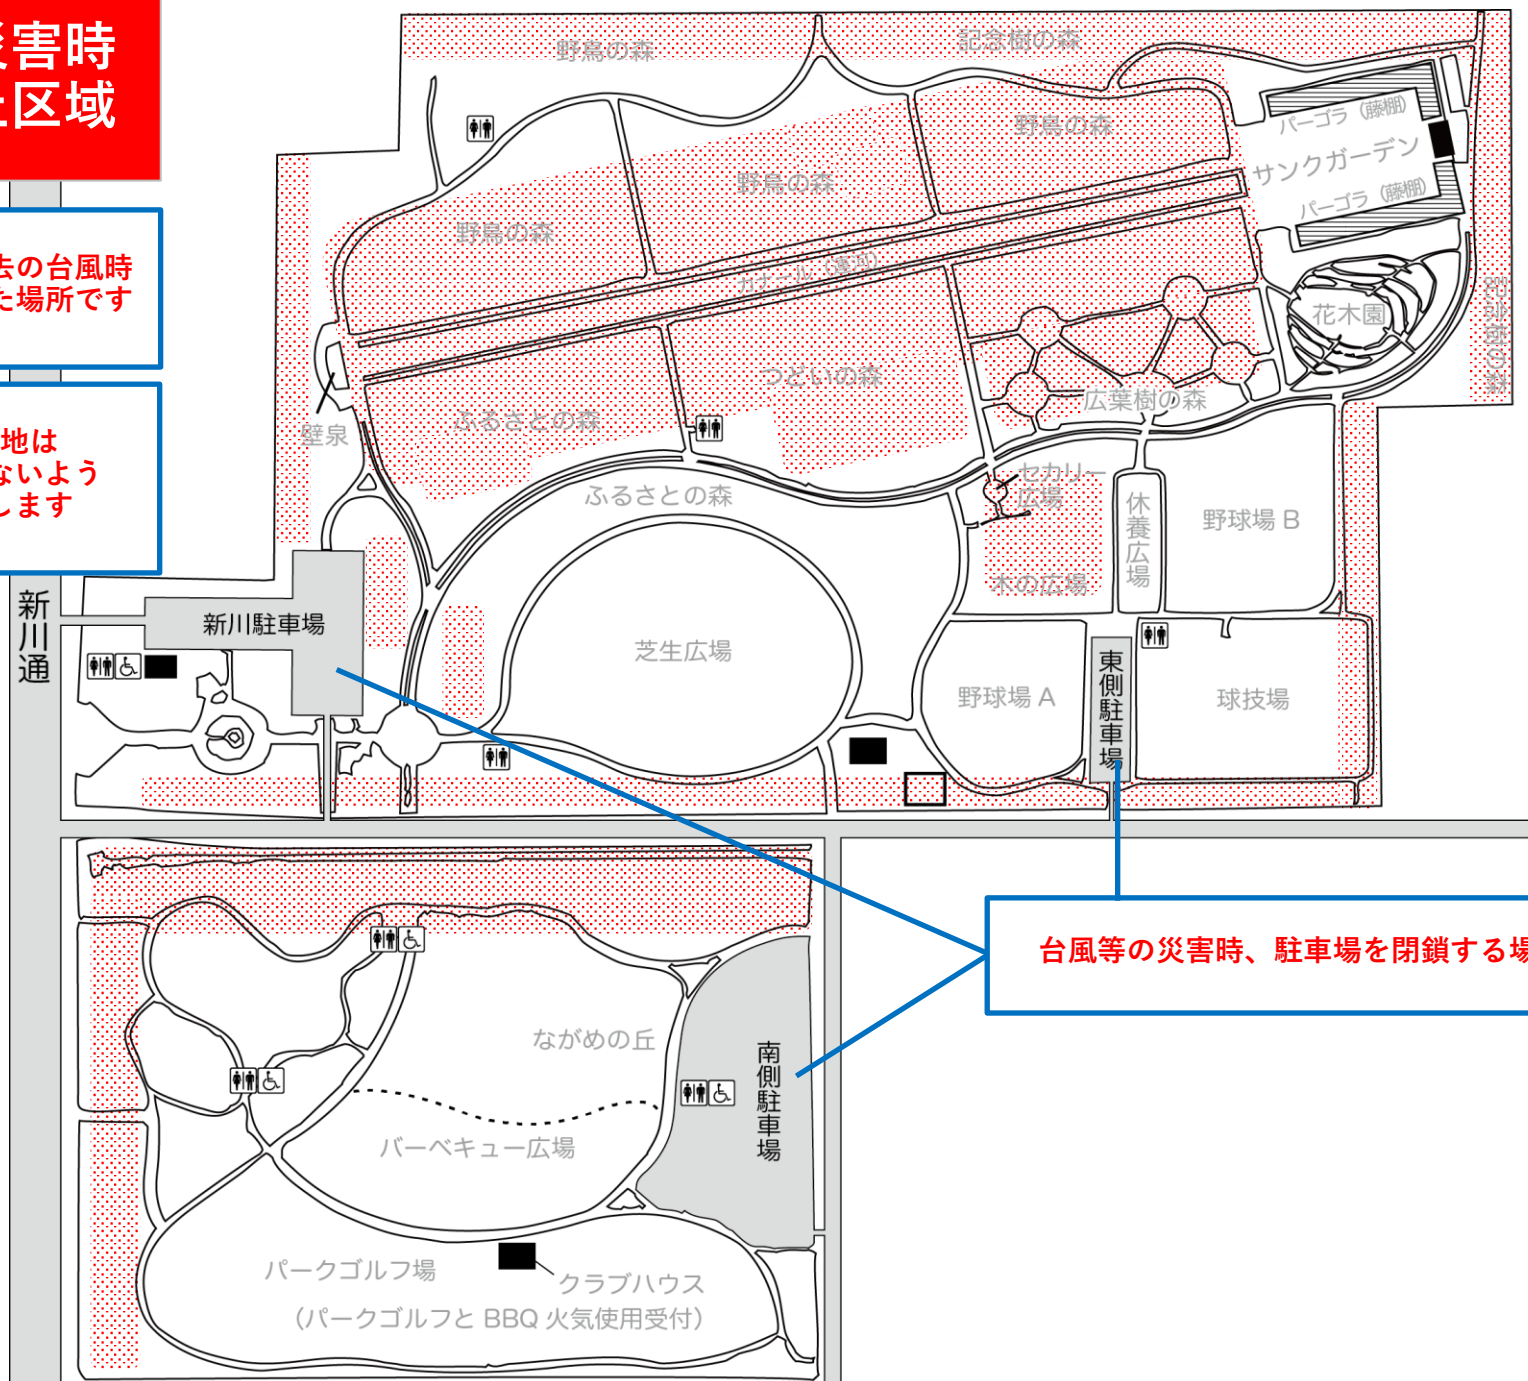 災害時
止区域
去の台風時
た場所です
地は
ないよう
します
野鳥の森
記念樹の森
野鳥の森
パーゴラ（藤棚）
サンクガーデン
パーゴラ（藤棚）
野鳥の森
野鳥の森
カナール（運河）
花木園
記念樹の森
つどいの森
広葉樹の森
ふるさとの森
壁泉
ふるさとの森
セカリー
広場
休養広場
野球場 B
木の広場
新川通
新川駐車場
芝生広場
野球場 A
東側駐車場
球技場
台風等の災害時、駐車場を閉鎖する場
ながめの丘
南側駐車場
バーベキュー広場
パークゴルフ場
クラブハウス
（パークゴルフと BBQ 火気使用受付）